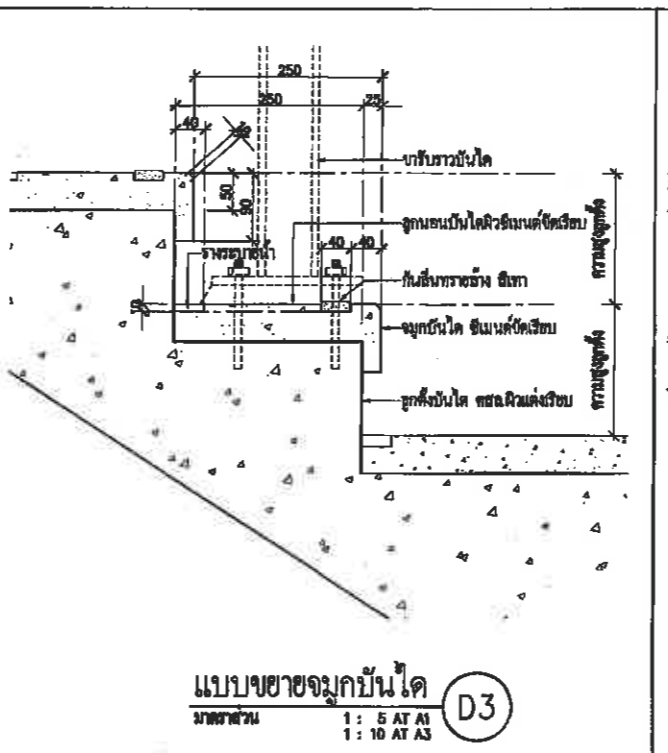 250
250
25
40
ขารับราวบันได
50
90
ลูกนอนบันไดผิวซีเมนต์ขัดเรียบ
ความสูงลูกตั้ง
40
40
รางระบายน้ำ
กันลื่นทรายล้าง สีเทา
จมูกบันได ซีเมนต์ขัดเรียบ
ความสูงลูกตั้ง
ลูกตั้งบันได คสล.ผิวแต่งเรียบ
แบบขยายจมูกบันได
D3
มาตราส่วน
1 : 5 AT A1
1 : 10 AT A3